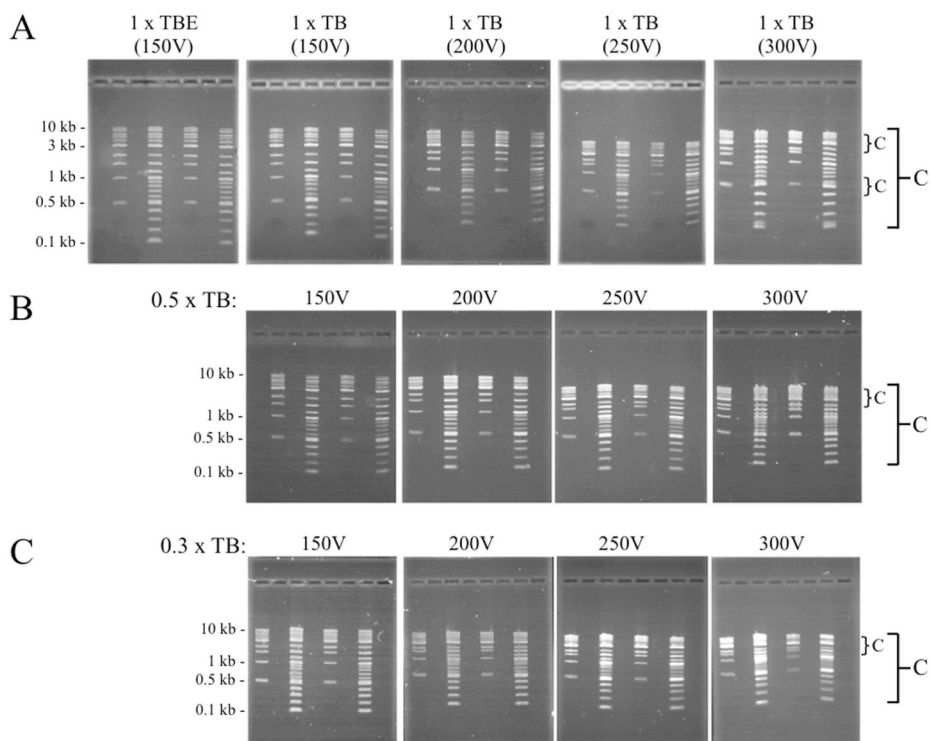 A
1 x TBE (150V)
1 x TB (150V)
1 x TB (200V)
1 x TB (250V)
1 x TB (300V)
10 kb -
3 kb -
1 kb -
0.5 kb -
0.1 kb -
C
C
C
B
0.5 x TB: 150V 200V 250V 300V
10 kb -
1 kb -
0.5 kb -
0.1 kb -
C
C
C
0.3 x TB: 150V 200V 250V 300V
10 kb -
1 kb -
0.5 kb -
0.1 kb -
C
C